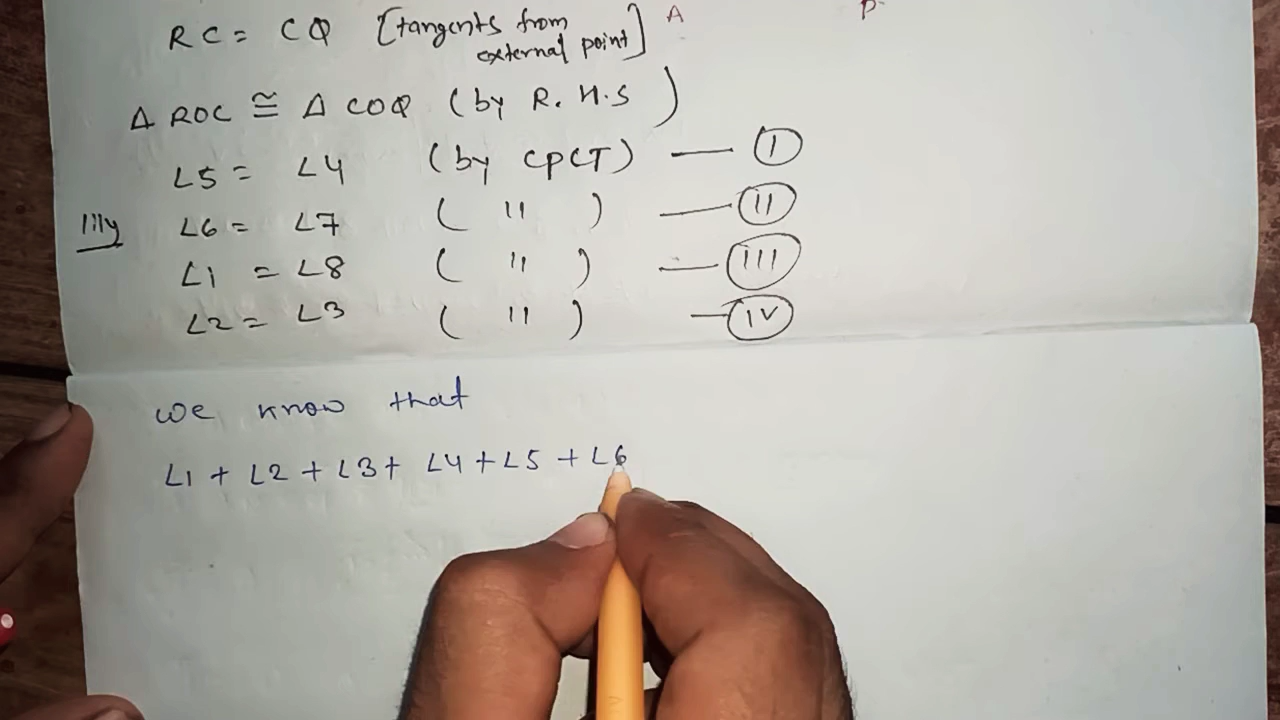 RC = CQ [tangents from
external point] A P
Δ ROC ≅ Δ COQ (by R.H.S)
∠5 = ∠4 (by CPCT) — I
111ly ∠6 = ∠7 ( " ) — II
∠1 = ∠8 ( " ) — III
∠2 = ∠3 ( " ) — IV
we know that
∠1 + ∠2 + ∠3 + ∠4 + ∠5 + ∠6